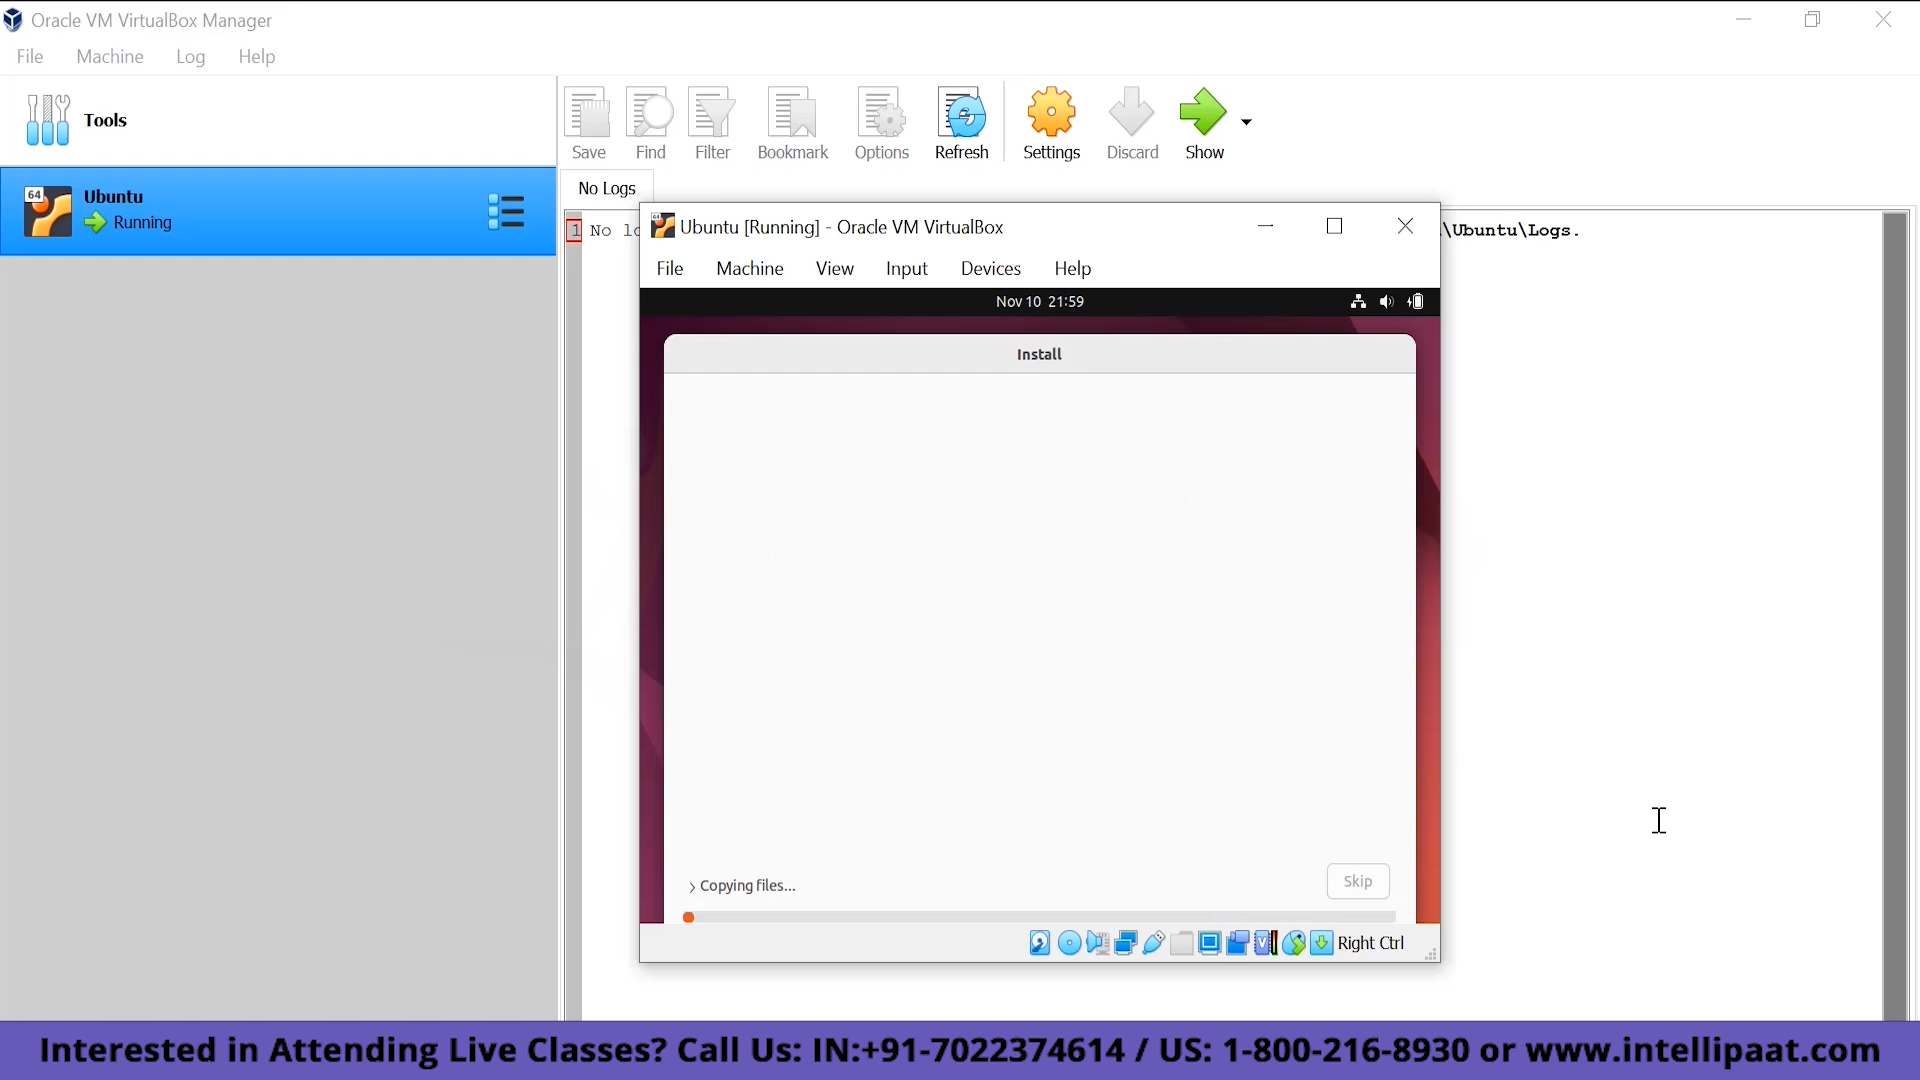 Oracle VM VirtualBox Manager
File Machine Log Help
Tools
Save Find Filter Bookmark Options Refresh Settings Discard Show
64 Ubuntu
Running
No Logs
1 No lo
\Ubuntu\Logs.
Ubuntu [Running] - Oracle VM VirtualBox
File Machine View Input Devices Help
Nov 10 21:59
Install
Copying files...
Skip
Right Ctrl
Interested in Attending Live Classes? Call Us: IN:+91-7022374614 / US: 1-800-216-8930 or www.intellipaat.com